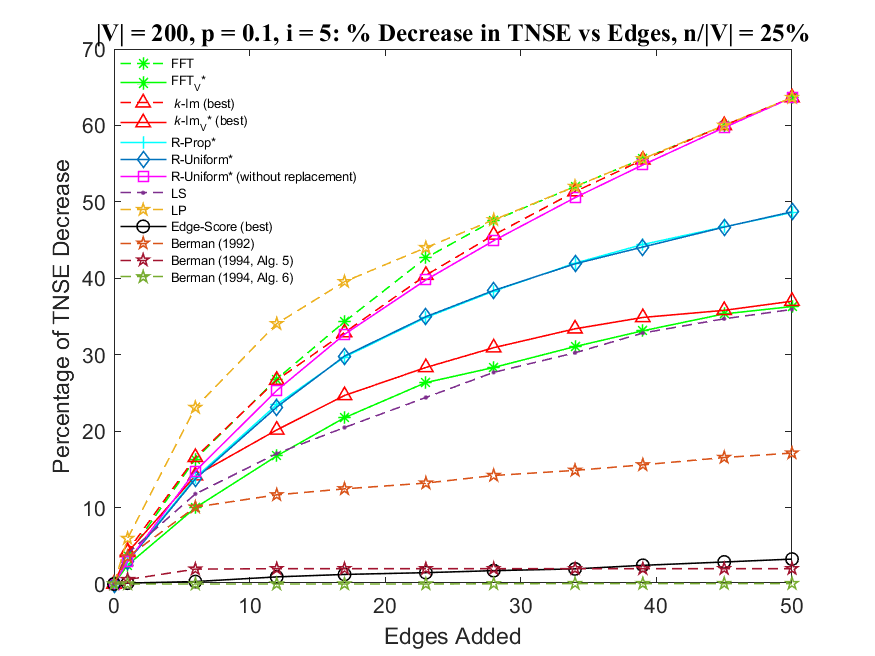 |V| = 200, p = 0.1, i = 5: % Decrease in TNSE vs Edges, n/|V| = 25%
70
60
50
40
30
20
10
0
Percentage of TNSE Decrease
FFT
FFT_V*
k-lm (best)
k-lm_V* (best)
R-Prop*
R-Uniform*
R-Uniform* (without replacement)
LS
LP
Edge-Score (best)
Berman (1992)
Berman (1994, Alg. 5)
Berman (1994, Alg. 6)
0 10 20 30 40 50
Edges Added